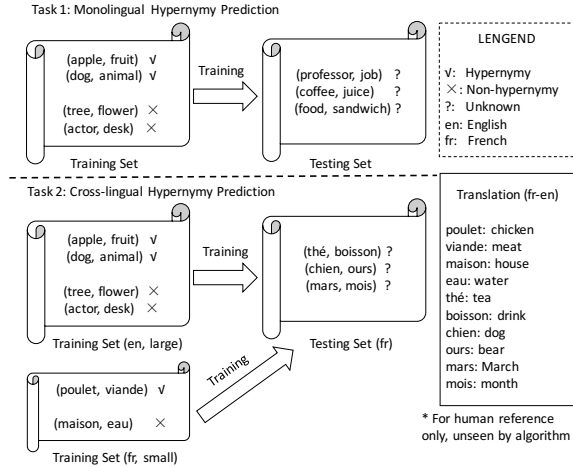 Task 1: Monolingual Hypernymy Prediction
(apple, fruit) √
(dog, animal) √
(tree, flower) ×
(actor, desk) ×
Training Set
Training
(professor, job) ?
(coffee, juice) ?
(food, sandwich) ?
Testing Set
LENGEND
√: Hypernymy
×: Non-hypernymy
?: Unknown
en: English
fr: French
Task 2: Cross-lingual Hypernymy Prediction
(apple, fruit) √
(dog, animal) √
(tree, flower) ×
(actor, desk) ×
Training Set (en, large)
Training
(thé, boisson) ?
(chien, ours) ?
(mars, mois) ?
Testing Set (fr)
(poulet, viande) √
(maison, eau) ×
Training Set (fr, small)
Training
Translation (fr-en)
poulet: chicken
viande: meat
maison: house
eau: water
thé: tea
boisson: drink
chien: dog
ours: bear
mars: March
mois: month
* For human reference
only, unseen by algorithm